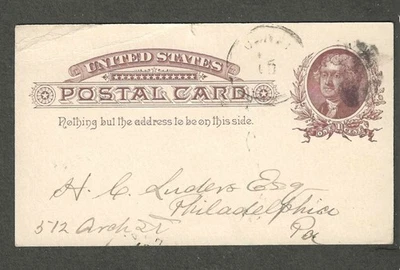 UNITED STATES
POSTAL CARD
Nothing but the address to be on this side.
H. C. Luders Esq
Philadelphia
512 Arch St
Pa